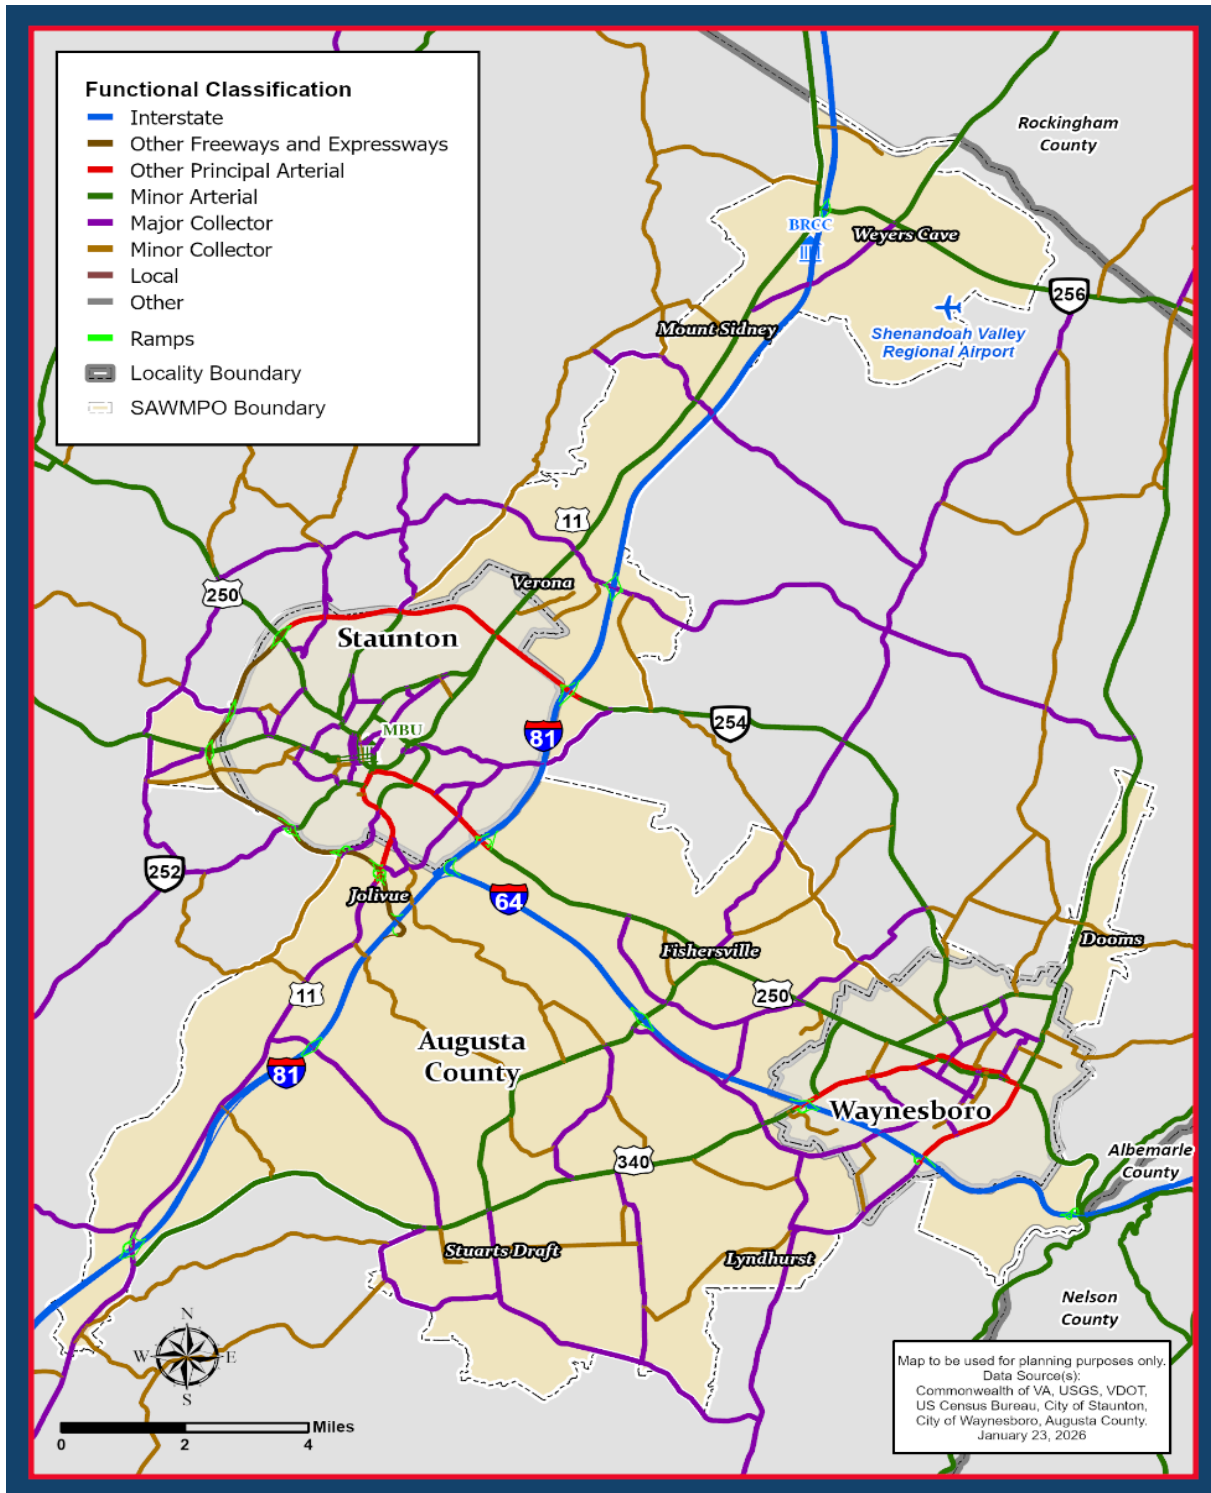 Functional Classification
Interstate
Other Freeways and Expressways
Other Principal Arterial
Minor Arterial
Major Collector
Minor Collector
Local
Other
Ramps
Locality Boundary
SAWMPO Boundary
Rockingham
County
BRCC
Weyers Cave
256
Mount Sidney
Shenandoah Valley
Regional Airport
11
Verona
250
Staunton
MBU
81
254
252
Jolivue
64
Fishersville
Dooms
11
250
Augusta
County
81
Waynesboro
340
Albemarle
County
Stuarts Draft
Lyndhurst
Nelson
County
N
W
E
S
Miles
0
2
4
Map to be used for planning purposes only.
Data Source(s):
Commonwealth of VA, USGS, VDOT,
US Census Bureau, City of Staunton,
City of Waynesboro, Augusta County.
January 23, 2026